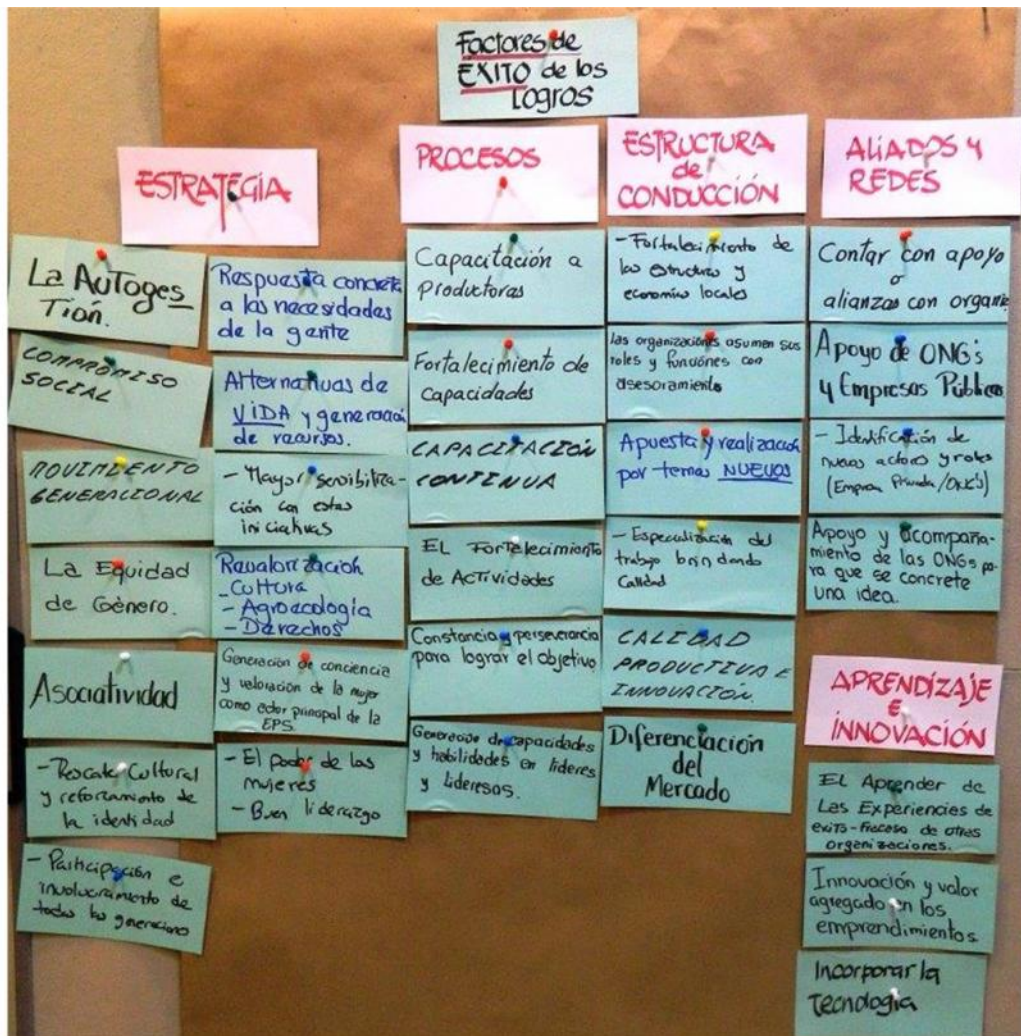 Factores de
ÉXITO de los
LOGROS
ESTRATEGIA
La AuToges_
Tión.
COMPROMISO
SOCIAL
MOVIMIENTO
GENERACIONAL
La Equidad
de Género.
Asociatividad
- Rescate Cultural
y reforzamiento de
la identidad
- Participación e
involucramiento de
todas las generaciones
Respuesta concreta
a las necesidades
de la gente
Alternativas de
VIDA y generación
de recursos.
- Mayor sensibiliza-
ción con estas
iniciativas
Revalorización
- Cultura
- Agroecología
- Derechos
Generación de conciencia
y valoración de la mujer
como actor principal de la
EPS.
- El poder de las
mujeres
- Buen liderazgo
PROCESOS
Capacitación a
productoras
Fortalecimiento de
Capacidades
CAPACITACIÓN
CONTINUA
EL Fortalecimiento
de ACTividades
Constancia y perseverancia
para lograr el objetivo
Generación de capacidades
y habilidades en líderes
y lideresas.
ESTRUCTURA
de
CONDUCCIÓN
- Fortalecimiento de
las estructuras y
economías locales
las organizaciones asumen sus
roles y funciones con
asesoramiento
Apuesta y realización
por temas NUEVOS
- Especialización del
trabajo brindando
Calidad
CALIDAD
PRODUCTIVA E
INNOVACIÓN.
Diferenciación
del
Mercado
ALIADOS y
REDES
Contar con apoyo
o
alianzas con organiz.
Apoyo de ONG's
y Empresas Públicas
- Identificación de
nuevos actores y roles
(Empresa Privada/ONG's)
Apoyo y acompaña-
miento de las ONGs pa
ra que se concrete
una idea.
APRENDIZAJE
E
INNOVACIÓN
EL Aprender de
Las Experiencias de
exito-fracaso de otras
organizaciones.
Innovación y valor
agregado en los
emprendimientos
Incorporar la
Tecnología